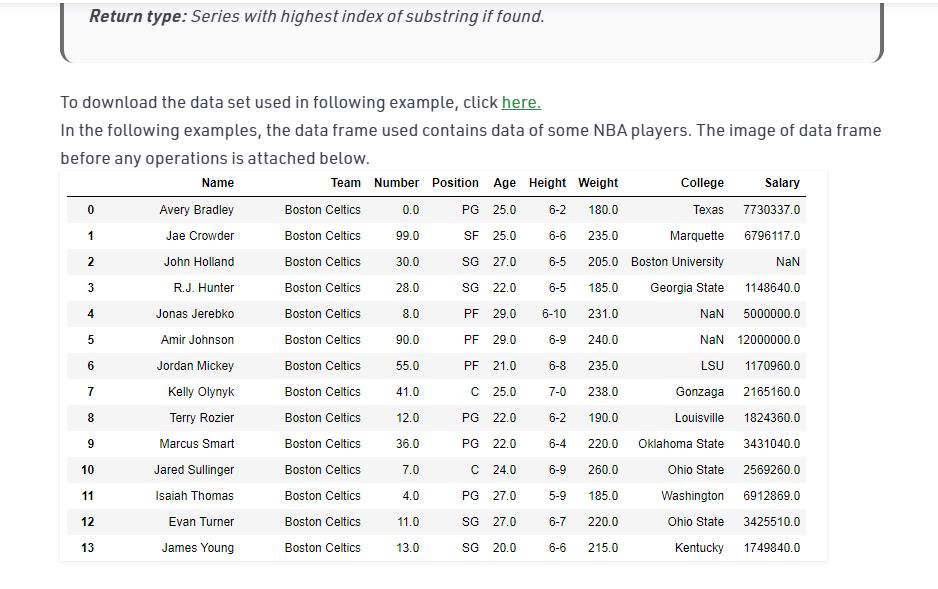 Return type: Series with highest index of substring if found.
To download the data set used in following example, click here.
In the following examples, the data frame used contains data of some NBA players. The image of data frame
before any operations is attached below.
Name Team Number Position Age Height Weight College Salary
0 Avery Bradley Boston Celtics 0.0 PG 25.0 6-2 180.0 Texas 7730337.0
1 Jae Crowder Boston Celtics 99.0 SF 25.0 6-6 235.0 Marquette 6796117.0
2 John Holland Boston Celtics 30.0 SG 27.0 6-5 205.0 Boston University NaN
3 R.J. Hunter Boston Celtics 28.0 SG 22.0 6-5 185.0 Georgia State 1148640.0
4 Jonas Jerebko Boston Celtics 8.0 PF 29.0 6-10 231.0 NaN 5000000.0
5 Amir Johnson Boston Celtics 90.0 PF 29.0 6-9 240.0 NaN 12000000.0
6 Jordan Mickey Boston Celtics 55.0 PF 21.0 6-8 235.0 LSU 1170960.0
7 Kelly Olynyk Boston Celtics 41.0 C 25.0 7-0 238.0 Gonzaga 2165160.0
8 Terry Rozier Boston Celtics 12.0 PG 22.0 6-2 190.0 Louisville 1824360.0
9 Marcus Smart Boston Celtics 36.0 PG 22.0 6-4 220.0 Oklahoma State 3431040.0
10 Jared Sullinger Boston Celtics 7.0 C 24.0 6-9 260.0 Ohio State 2569260.0
11 Isaiah Thomas Boston Celtics 4.0 PG 27.0 5-9 185.0 Washington 6912869.0
12 Evan Turner Boston Celtics 11.0 SG 27.0 6-7 220.0 Ohio State 3425510.0
13 James Young Boston Celtics 13.0 SG 20.0 6-6 215.0 Kentucky 1749840.0